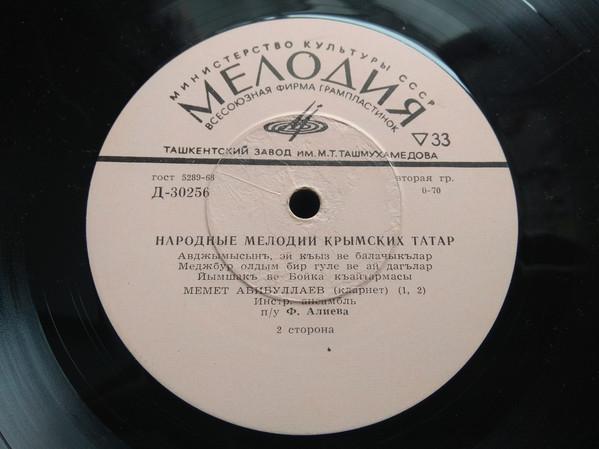 МИНИСТЕРСТВО КУЛЬТУРЫ СССР
МЕЛОДИЯ
ВСЕСОЮЗНАЯ ФИРМА ГРАМПЛАСТИНОК
▽33
ТАШКЕНТСКИЙ ЗАВОД ИМ. М.Т. ТАШМУХАМЕДОВА
гост 5289-68 вторая гр.
Д-30256 0-70
НАРОДНЫЕ МЕЛОДИИ КРЫМСКИХ ТАТАР
Авджымысынъ, эй къыз ве балачыкълар
Меджбур олдым бир гуле ве ай дагълар
Йымшакъ ве Бойка къайтармасы
МЕМЕТ АБИБУЛЛАЕВ (кларнет) (1, 2)
Инстр. ансамбль
п/у Ф. Алиева
2 сторона